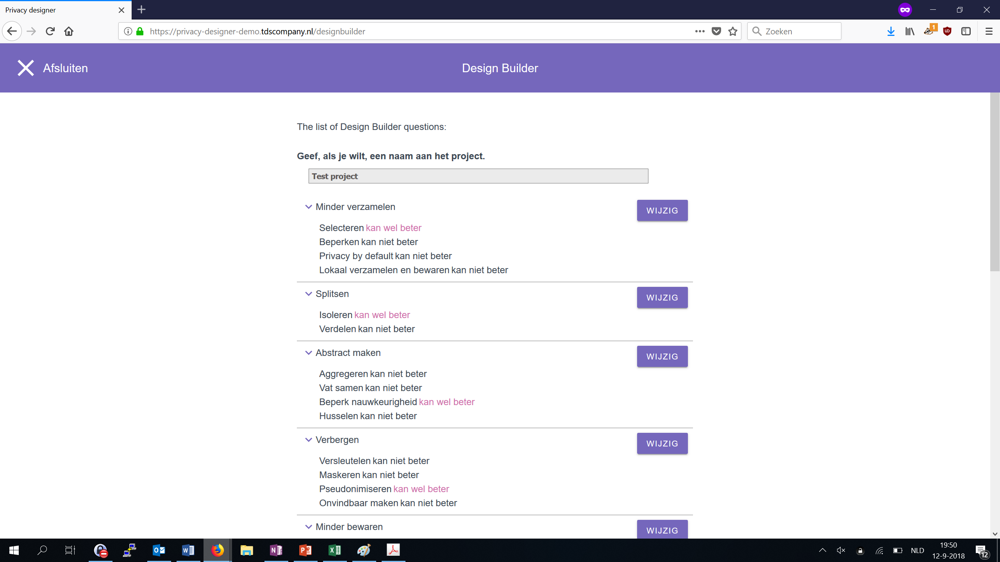 Privacy designer
https://privacy-designer-demo.tdscompany.nl/designbuilder
Zoeken
1
Afsluiten
Design Builder
The list of Design Builder questions:
Geef, als je wilt, een naam aan het project.
Test project
Minder verzamelen
WIJZIG
Selecteren kan wel beter
Beperken kan niet beter
Privacy by default kan niet beter
Lokaal verzamelen en bewaren kan niet beter
Splitsen
WIJZIG
Isoleren kan wel beter
Verdelen kan niet beter
Abstract maken
WIJZIG
Aggregeren kan niet beter
Vat samen kan niet beter
Beperk nauwkeurigheid kan wel beter
Husselen kan niet beter
Verbergen
WIJZIG
Versleutelen kan niet beter
Maskeren kan niet beter
Pseudonimiseren kan wel beter
Onvindbaar maken kan niet beter
Minder bewaren
WIJZIG
NLD
19:50
12-9-2018
12